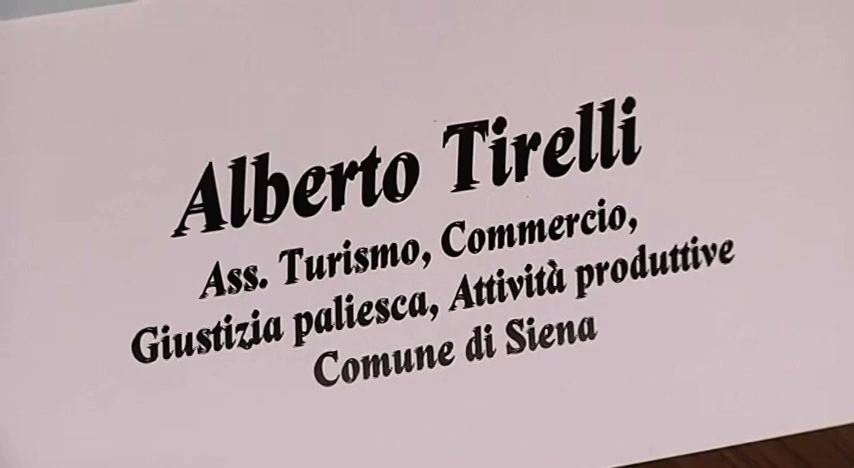 Alberto Tirelli
Ass. Turismo, Commercio,
Giustizia paliesca, Attività produttive
Comune di Siena